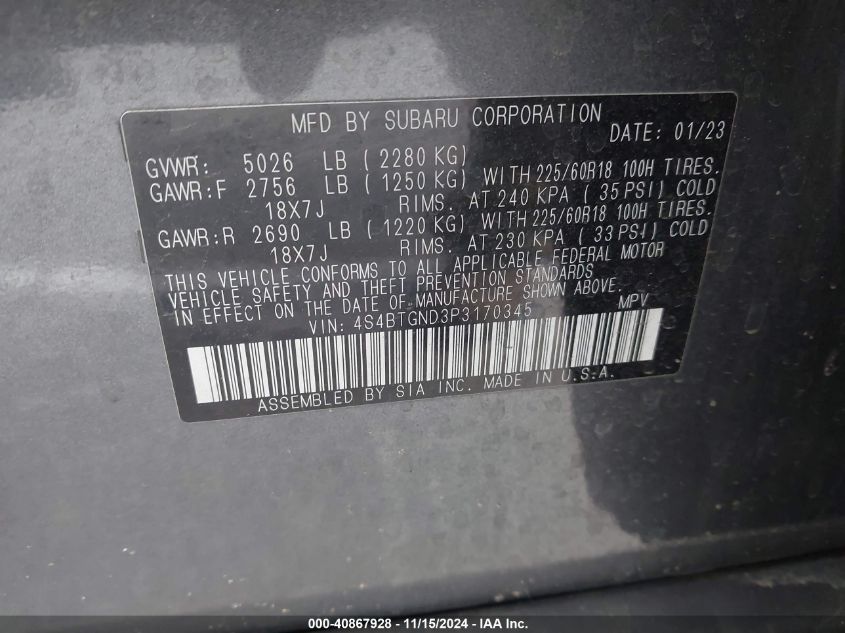 MFD BY SUBARU CORPORATION
DATE: 01/23
GVWR: 5026 LB ( 2280 KG)
GAWR:F 2756 LB ( 1250 KG) WITH 225/60R18 100H TIRES.
18X7J RIMS. AT 240 KPA ( 35 PSI) COLD
GAWR:R 2690 LB ( 1220 KG) WITH 225/60R18 100H TIRES.
18X7J RIMS. AT 230 KPA ( 33 PSI) COLD
THIS VEHICLE CONFORMS TO ALL APPLICABLE FEDERAL MOTOR
VEHICLE SAFETY AND THEFT PREVENTION STANDARDS
IN EFFECT ON THE DATE OF MANUFACTURE SHOWN ABOVE.
VIN: 4S4BTGND3P3170345 MPV
ASSEMBLED BY SIA INC. MADE IN U.S.A.
000-40867928 - 11/15/2024 - IAAI Inc.